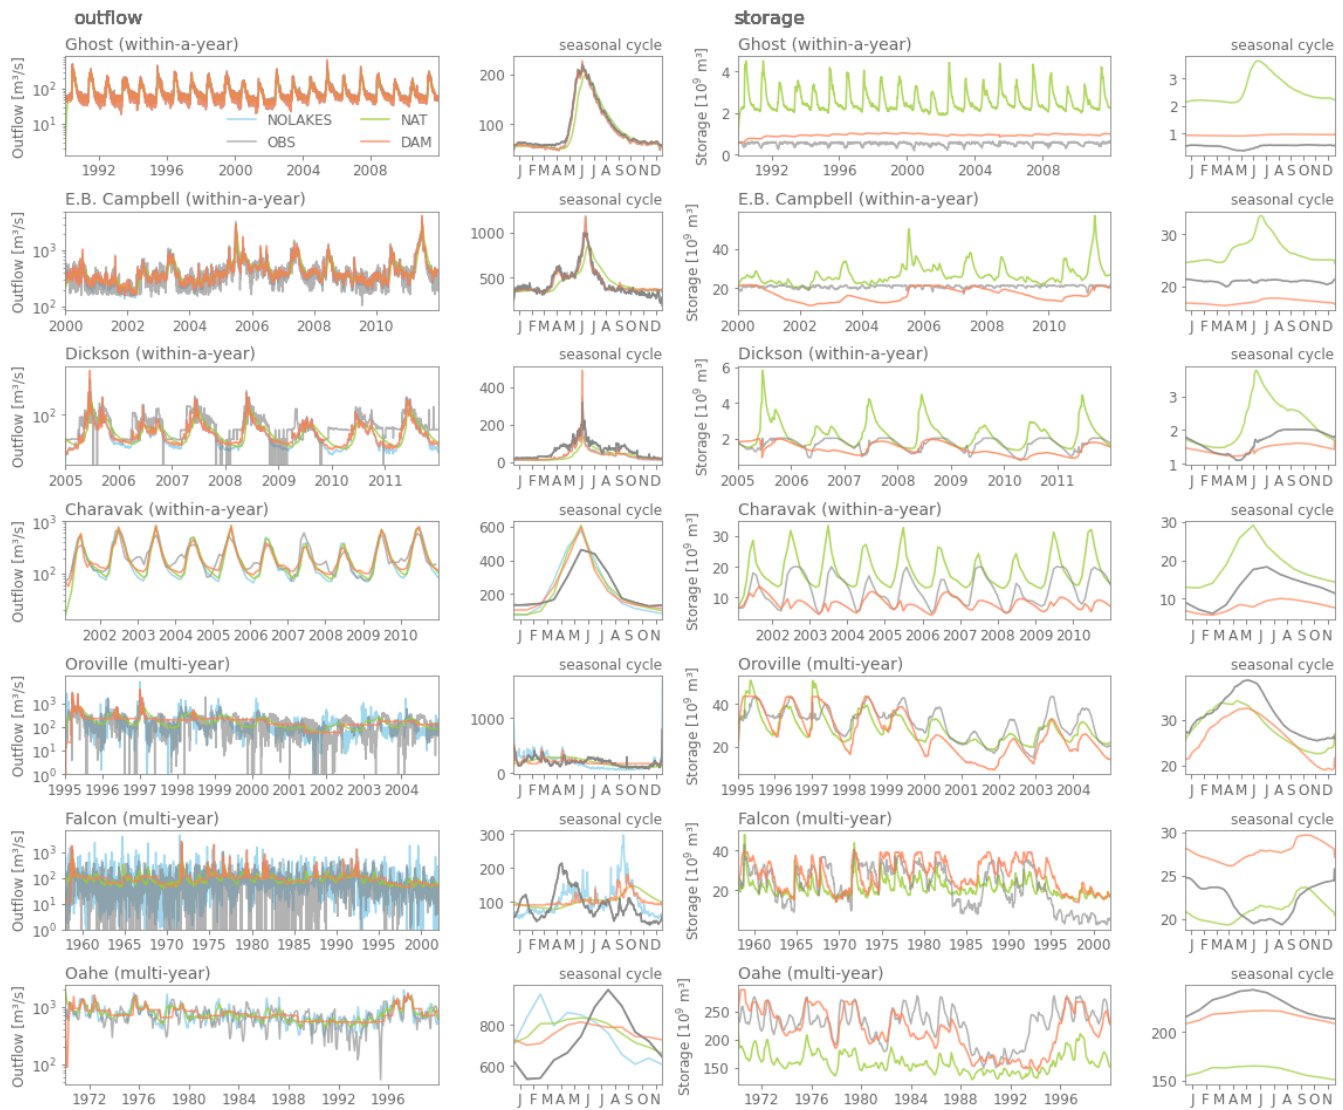 outflow
storage
Ghost (within-a-year)
seasonal cycle
Ghost (within-a-year)
seasonal cycle
Outflow [m³/s]
10²
10¹
NOLAKES
NAT
OBS
DAM
1992 1996 2000 2004 2008
200
100
J F M A M J J A S O N D
Storage [10⁹ m³]
4
2
0
1992 1996 2000 2004 2008
3
2
1
J F M A M J J A S O N D
E.B. Campbell (within-a-year)
seasonal cycle
E.B. Campbell (within-a-year)
seasonal cycle
Outflow [m³/s]
10³
10²
2000 2002 2004 2006 2008 2010
1000
500
0
J F M A M J J A S O N D
Storage [10⁹ m³]
40
20
2000 2002 2004 2006 2008 2010
30
20
J F M A M J J A S O N D
Dickson (within-a-year)
seasonal cycle
Dickson (within-a-year)
seasonal cycle
Outflow [m³/s]
10²
2005 2006 2007 2008 2009 2010 2011
400
200
0
J F M A M J J A S O N D
Storage [10⁹ m³]
6
4
2
2005 2006 2007 2008 2009 2010 2011
3
2
1
J F M A M J J A S O N D
Charavak (within-a-year)
seasonal cycle
Charavak (within-a-year)
seasonal cycle
Outflow [m³/s]
10³
10²
2002 2003 2004 2005 2006 2007 2008 2009 2010
600
400
200
J F M A M J J A S O N
Storage [10⁹ m³]
30
20
10
2002 2003 2004 2005 2006 2007 2008 2009 2010
30
20
10
J F M A M J J A S O N
Oroville (multi-year)
seasonal cycle
Oroville (multi-year)
seasonal cycle
Outflow [m³/s]
10³
10²
10¹
10⁰
1995 1996 1997 1998 1999 2000 2001 2002 2003 2004
1000
0
J F M A M J J A S O N D
Storage [10⁹ m³]
40
20
1995 1996 1997 1998 1999 2000 2001 2002 2003 2004
30
20
J F M A M J J A S O N D
Falcon (multi-year)
seasonal cycle
Falcon (multi-year)
seasonal cycle
Outflow [m³/s]
10³
10²
10¹
10⁰
1960 1965 1970 1975 1980 1985 1990 1995 2000
300
200
100
J F M A M J J A S O N D
Storage [10⁹ m³]
40
20
1960 1965 1970 1975 1980 1985 1990 1995 2000
30
25
20
J F M A M J J A S O N D
Oahe (multi-year)
seasonal cycle
Oahe (multi-year)
seasonal cycle
Outflow [m³/s]
10³
10²
1972 1976 1980 1984 1988 1992 1996
800
600
J F M A M J J A S O N D
Storage [10⁹ m³]
250
200
150
1972 1976 1980 1984 1988 1992 1996
200
150
J F M A M J J A S O N D